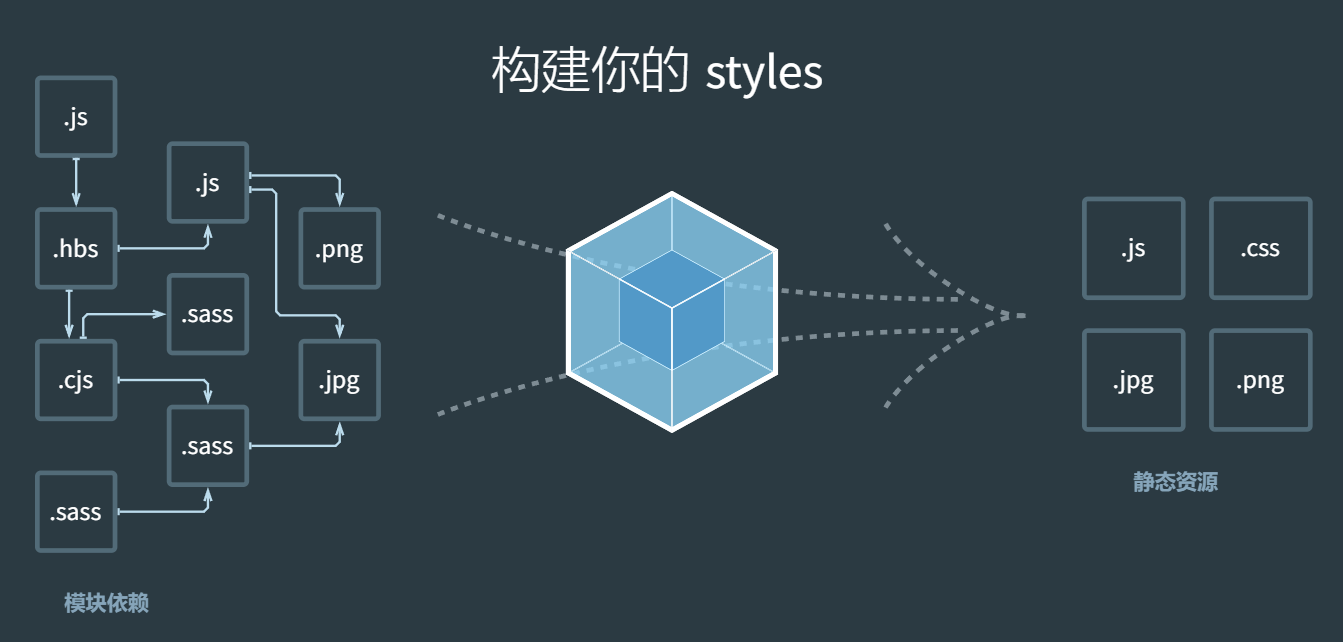 构建你的 styles
.js
.js
.hbs
.png
.sass
.cjs
.jpg
.sass
.sass
模块依赖
.js
.css
.jpg
.png
静态资源